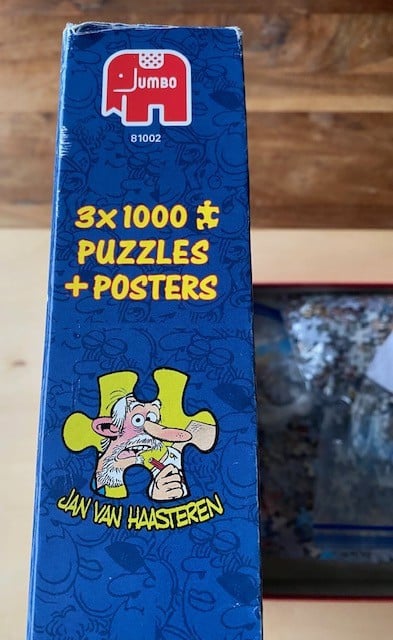 JUMBO
81002
3x1000
PUZZLES
+ POSTERS
JAN VAN HAASTEREN